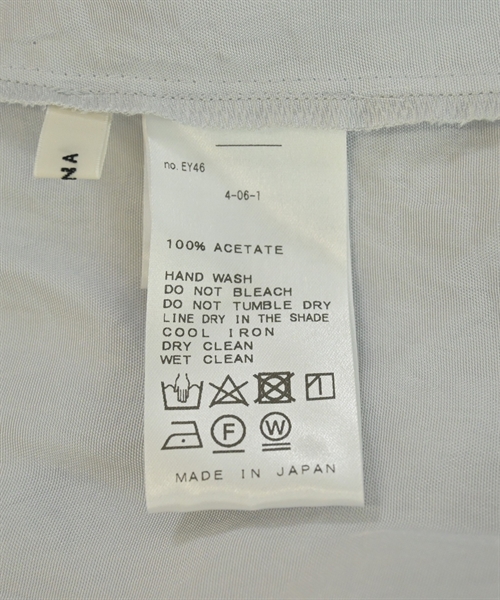 NA
no. EY46
4-06-1
100% ACETATE
HAND WASH
DO NOT BLEACH
DO NOT TUMBLE DRY
LINE DRY IN THE SHADE
COOL IRON
DRY CLEAN
WET CLEAN
F
W
MADE IN JAPAN